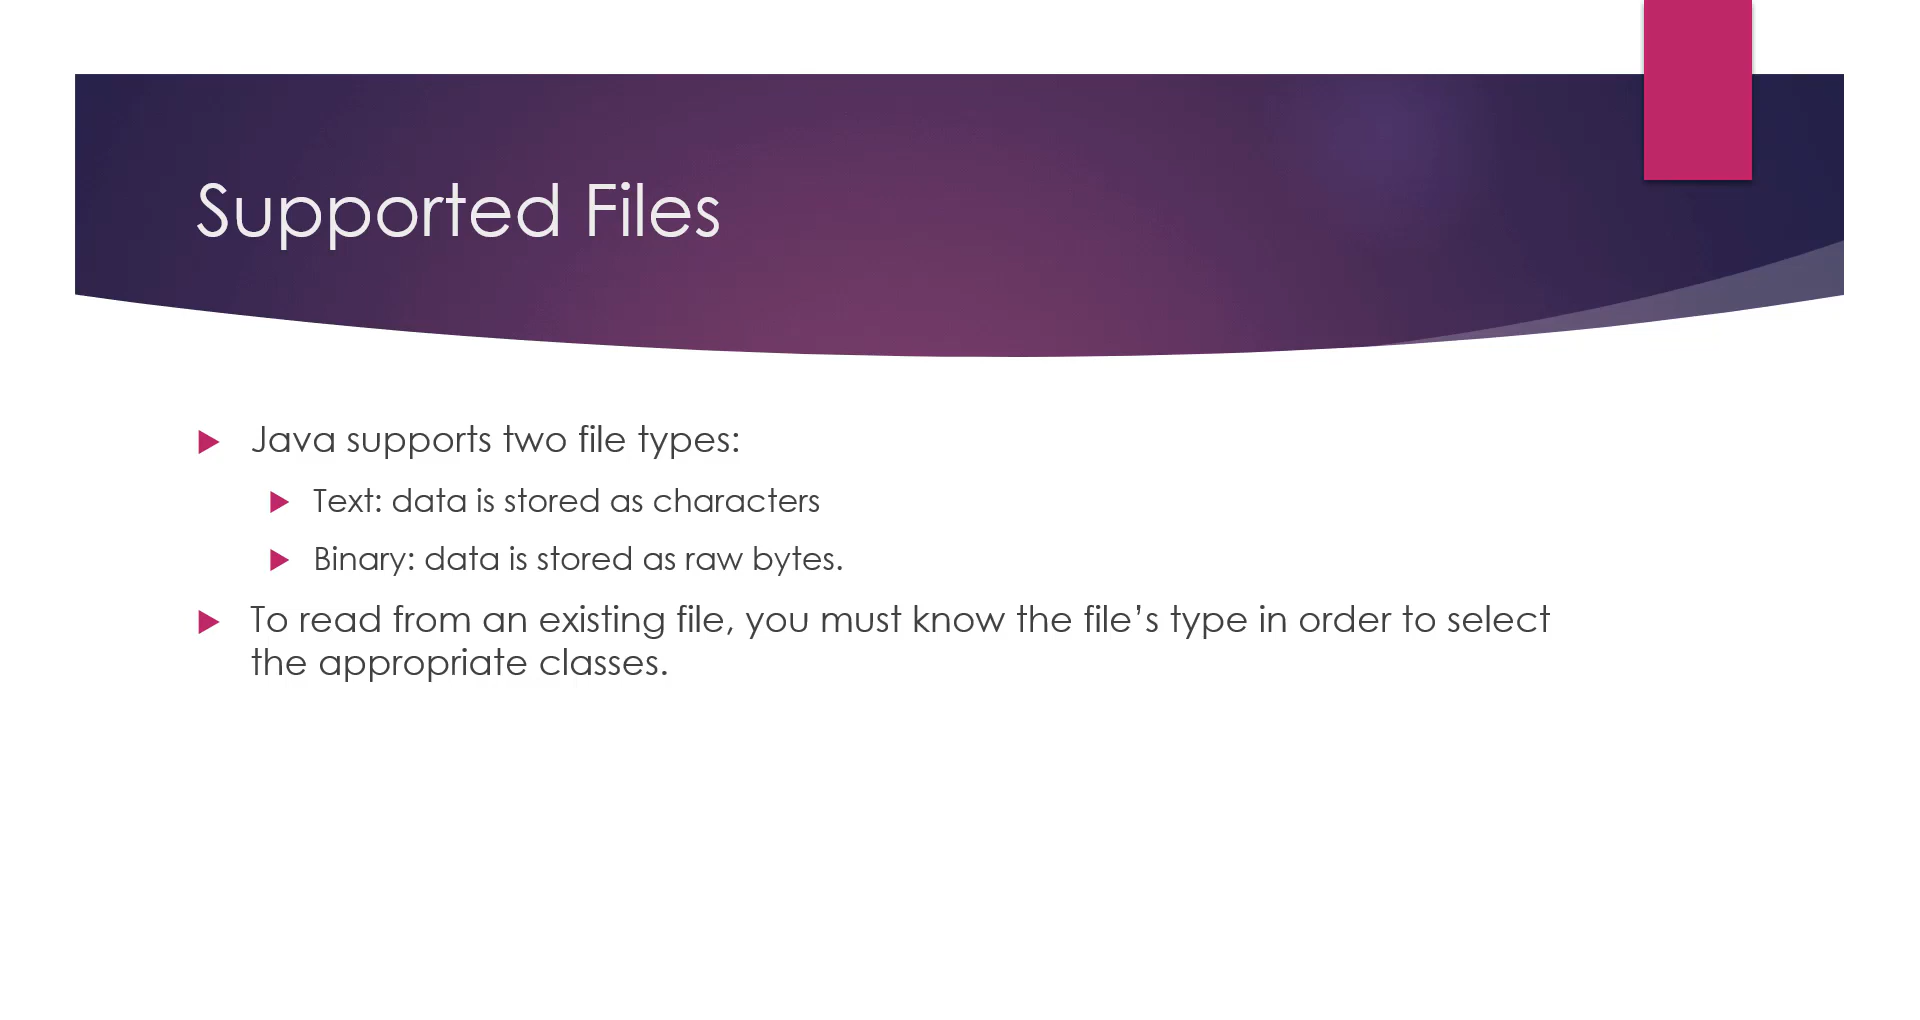 Supported Files
Java supports two file types:
Text: data is stored as characters
Binary: data is stored as raw bytes.
To read from an existing file, you must know the file’s type in order to select
the appropriate classes.